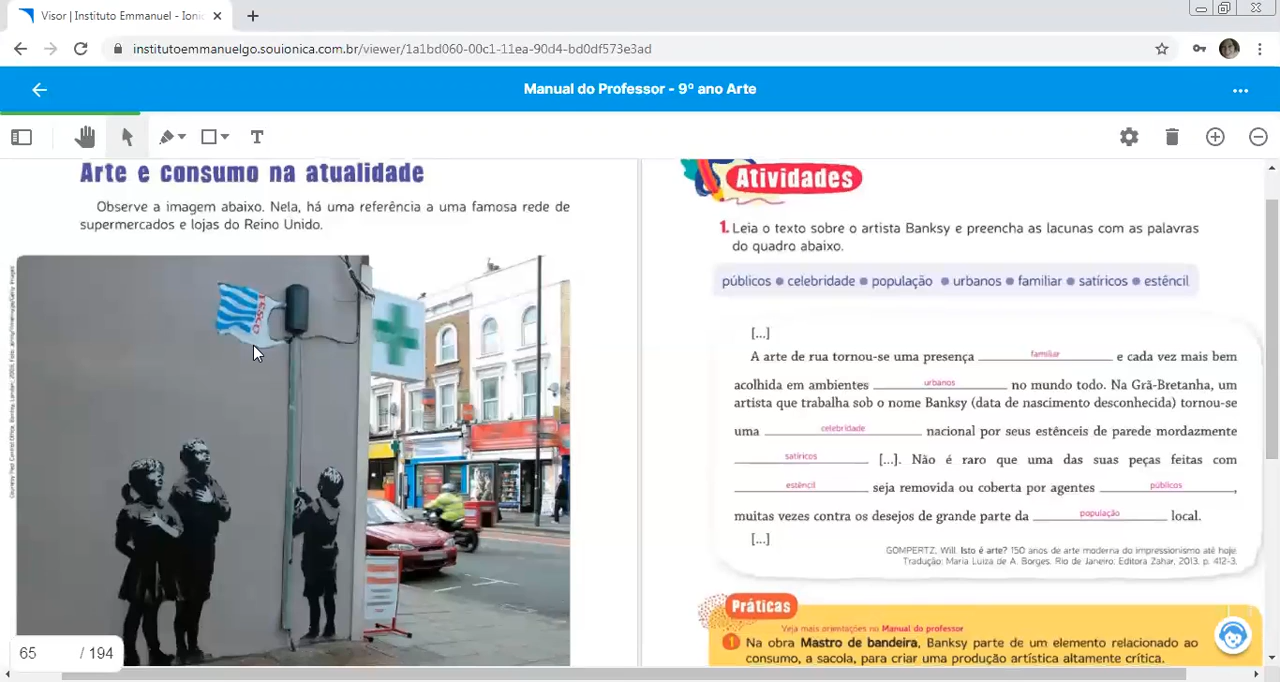 Visor | Instituto Emmanuel - Ionic
institutoemmanuelgo.souionica.com.br/viewer/1a1bd060-00c1-11ea-90d4-bd0df573e3ad
Manual do Professor - 9º ano Arte
Arte e consumo na atualidade
Observe a imagem abaixo. Nela, há uma referência a uma famosa rede de
supermercados e lojas do Reino Unido.
TESCO
65 / 194
Atividades
1. Leia o texto sobre o artista Banksy e preencha as lacunas com as palavras
do quadro abaixo.
públicos ● celebridade ● população ● urbanos ● familiar ● satíricos ● estêncil
[...]
A arte de rua tornou-se uma presença familiar e cada vez mais bem
acolhida em ambientes urbanos no mundo todo. Na Grã-Bretanha, um
artista que trabalha sob o nome Banksy (data de nascimento desconhecida) tornou-se
uma celebridade nacional por seus estênceis de parede mordazmente
satíricos [...]. Não é raro que uma das suas peças feitas com
estêncil seja removida ou coberta por agentes públicos,
muitas vezes contra os desejos de grande parte da população local.
[...]
GOMPERTZ, Will. Isto é arte? 150 anos de arte moderna do impressionismo até hoje.
Tradução: Maria Luiza de A. Borges. Rio de Janeiro: Editora Zahar, 2013. p. 412-3.
Práticas
Veja mais orientações no Manual do professor
1 Na obra Mastro de bandeira, Banksy parte de um elemento relacionado ao
consumo, a sacola, para criar uma produção artística altamente crítica.